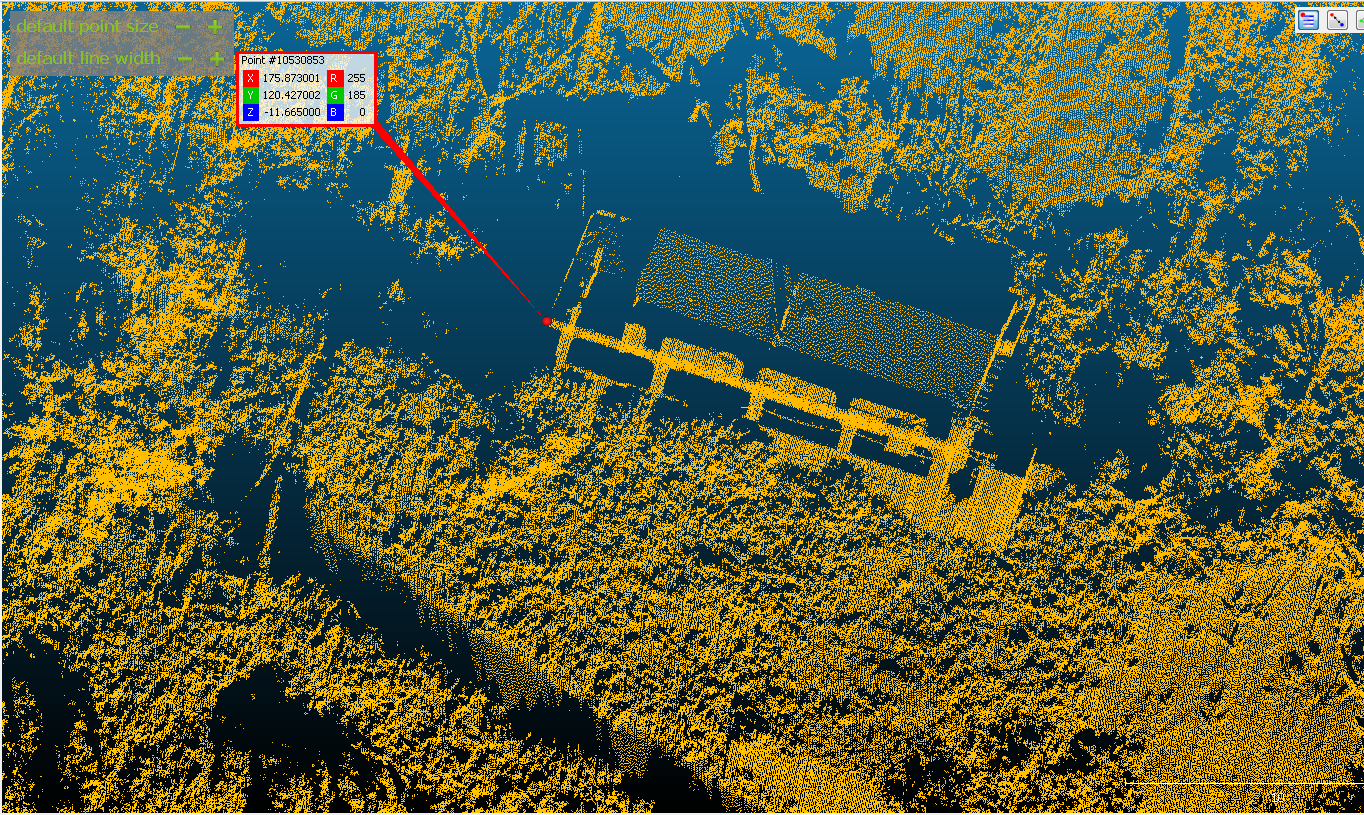 default point size − +
default line width − +
Point #10530853
X 175.873001 R 255
Y 120.427002 G 185
Z -11.665000 B 0